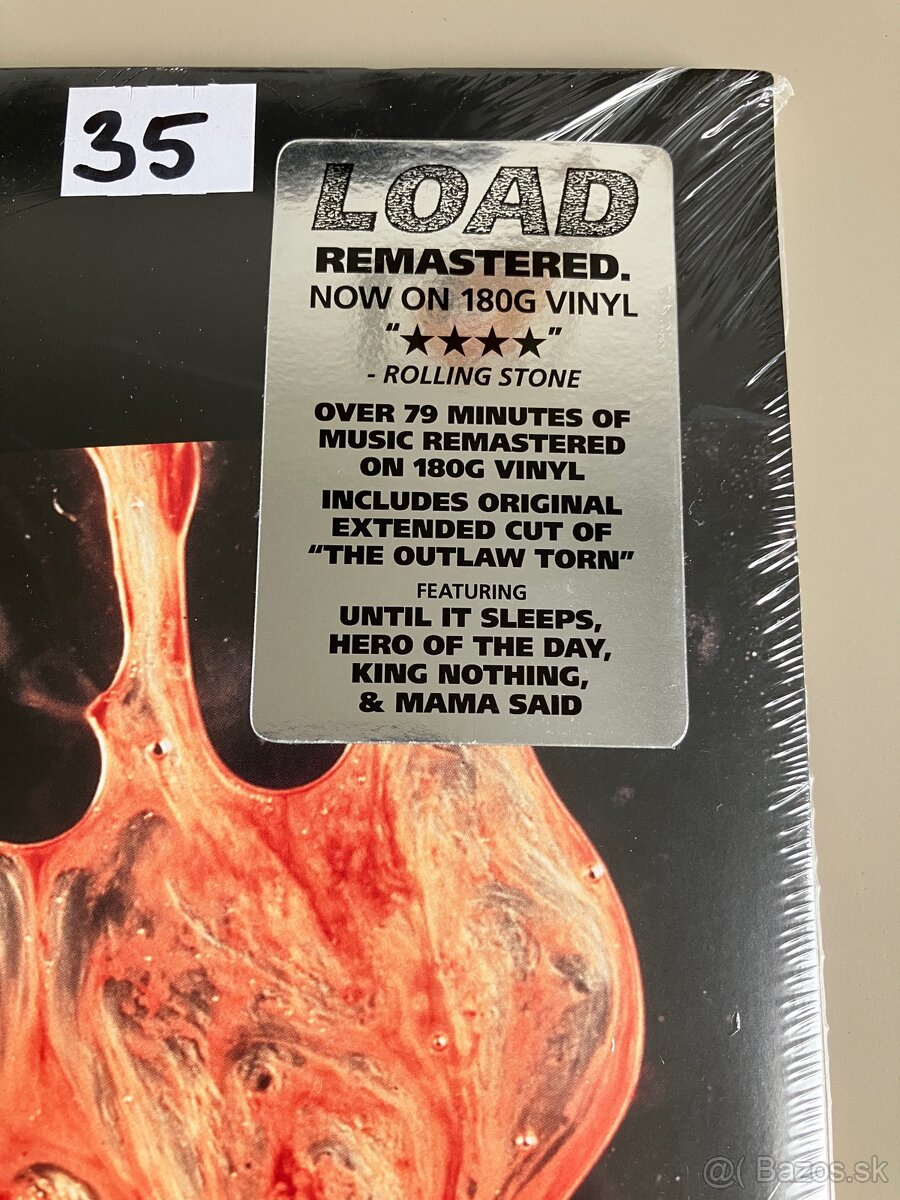 35
LOAD
REMASTERED.
NOW ON 180G VINYL
"★★★★"
- ROLLING STONE
OVER 79 MINUTES OF
MUSIC REMASTERED
ON 180G VINYL
INCLUDES ORIGINAL
EXTENDED CUT OF
"THE OUTLAW TORN"
FEATURING
UNTIL IT SLEEPS,
HERO OF THE DAY,
KING NOTHING,
& MAMA SAID
@( Bazos.sk